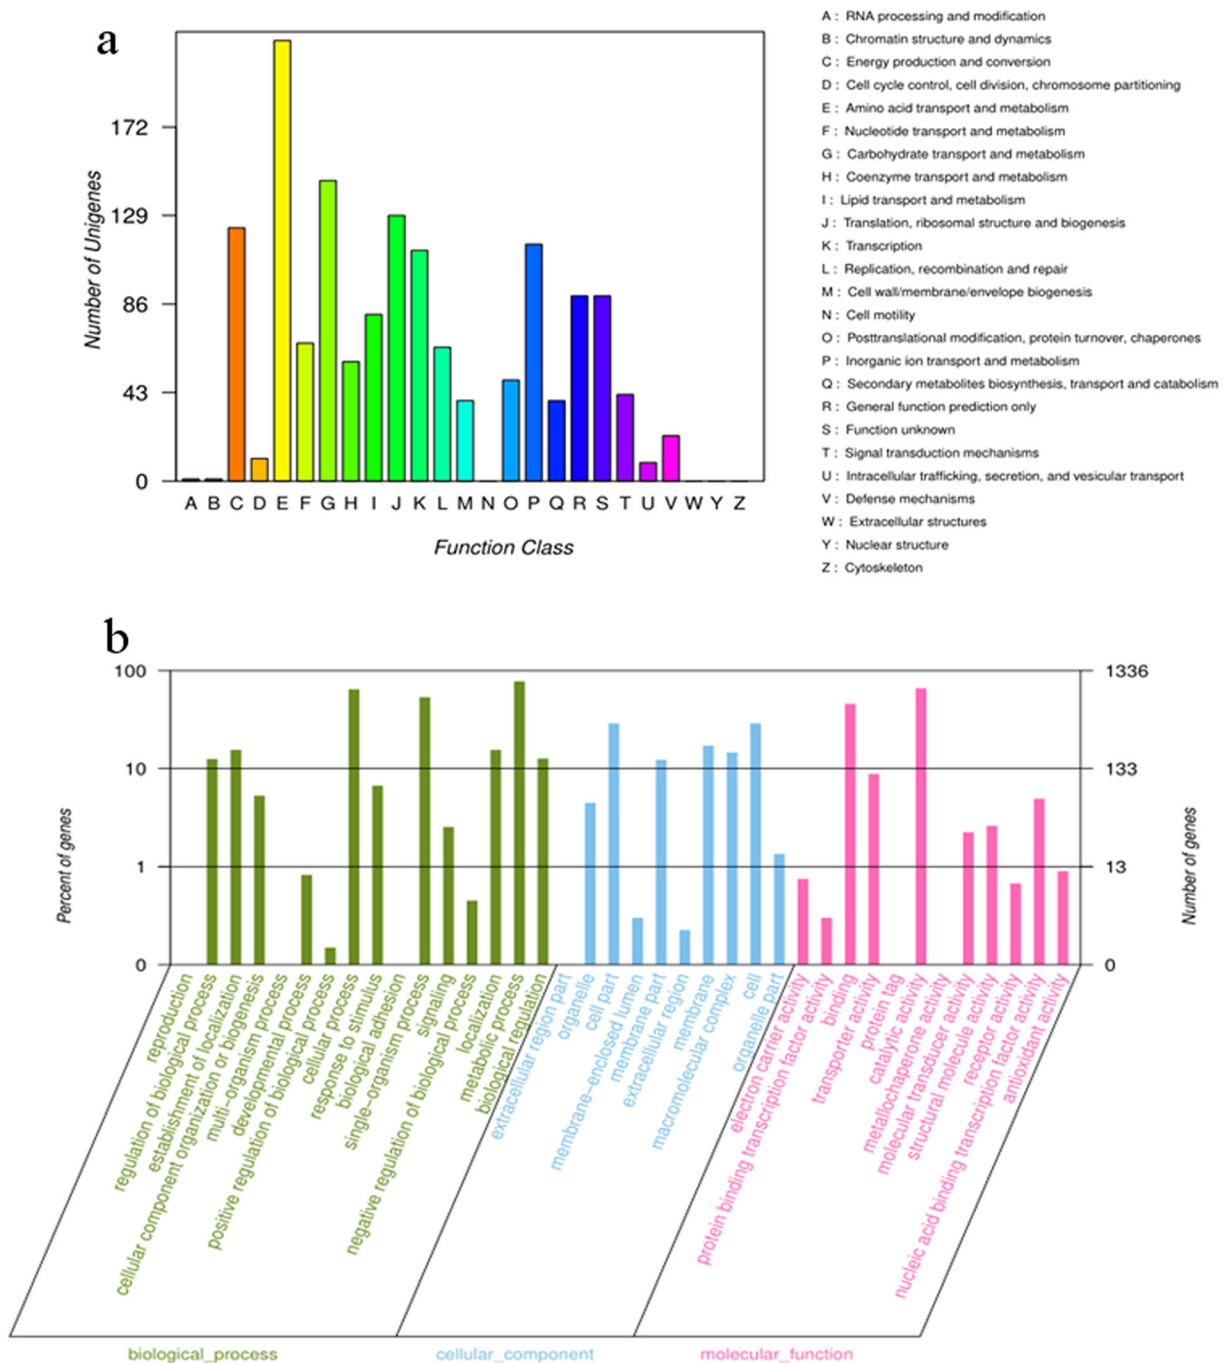 a
172
129
86
43
0
Number of Unigenes
A B C D E F G H I J K L M N O P Q R S T U V W Y Z
Function Class
A : RNA processing and modification
B : Chromatin structure and dynamics
C : Energy production and conversion
D : Cell cycle control, cell division, chromosome partitioning
E : Amino acid transport and metabolism
F : Nucleotide transport and metabolism
G : Carbohydrate transport and metabolism
H : Coenzyme transport and metabolism
I : Lipid transport and metabolism
J : Translation, ribosomal structure and biogenesis
K : Transcription
L : Replication, recombination and repair
M : Cell wall/membrane/envelope biogenesis
N : Cell motility
O : Posttranslational modification, protein turnover, chaperones
P : Inorganic ion transport and metabolism
Q : Secondary metabolites biosynthesis, transport and catabolism
R : General function prediction only
S : Function unknown
T : Signal transduction mechanisms
U : Intracellular trafficking, secretion, and vesicular transport
V : Defense mechanisms
W : Extracellular structures
Y : Nuclear structure
Z : Cytoskeleton
b
100
10
1
0
Percent of genes
1336
133
13
0
Number of genes
reproduction
regulation of biological process
establishment of localization
cellular component organization or biogenesis
multi-organism process
developmental process
positive regulation of biological process
cellular process
response to stimulus
biological adhesion
single-organism process
signaling
negative regulation of biological process
localization
metabolic process
biological regulation
extracellular region part
organelle
cell part
membrane-enclosed lumen
membrane part
extracellular region
membrane
macromolecular complex
cell
organelle part
electron carrier activity
protein binding transcription factor activity
binding
transporter activity
protein tag
catalytic activity
metallochaperone activity
molecular transducer activity
structural molecule activity
receptor activity
nucleic acid binding transcription factor activity
antioxidant activity
biological_process
cellular_component
molecular_function